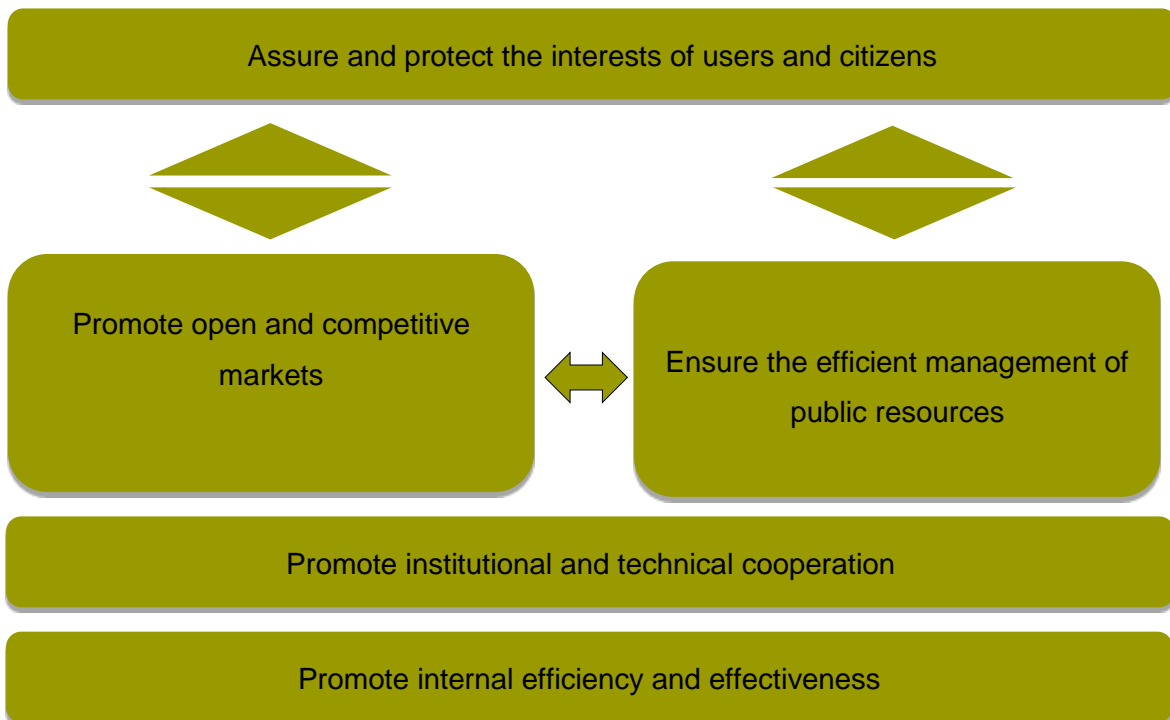 Assure and protect the interests of users and citizens
Promote open and competitive
markets
Ensure the efficient management of
public resources
Promote institutional and technical cooperation
Promote internal efficiency and effectiveness